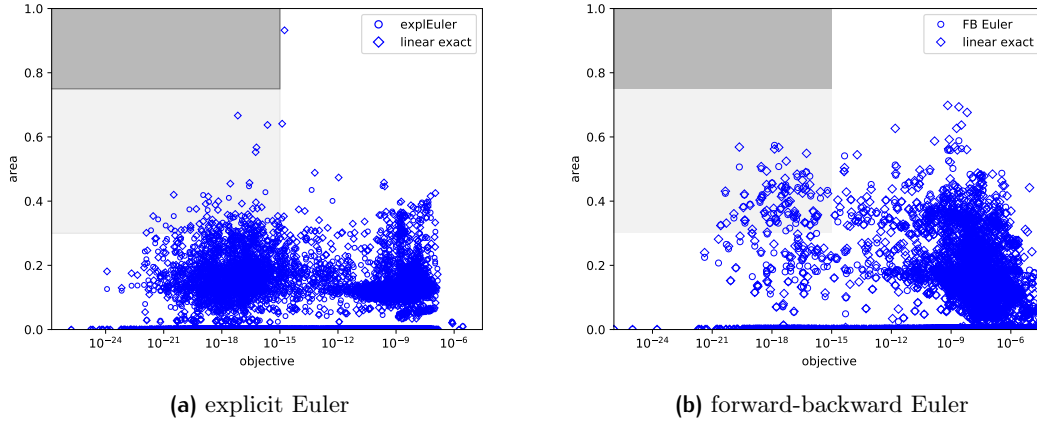 1.0
0.8
0.6
0.4
0.2
0.0
area
explEuler
linear exact
10⁻²⁴ 10⁻²¹ 10⁻¹⁸ 10⁻¹⁵ 10⁻¹² 10⁻⁹ 10⁻⁶
objective
(a) explicit Euler
1.0
0.8
0.6
0.4
0.2
0.0
area
FB Euler
linear exact
10⁻²⁴ 10⁻²¹ 10⁻¹⁸ 10⁻¹⁵ 10⁻¹² 10⁻⁹ 10⁻⁶
objective
(b) forward-backward Euler